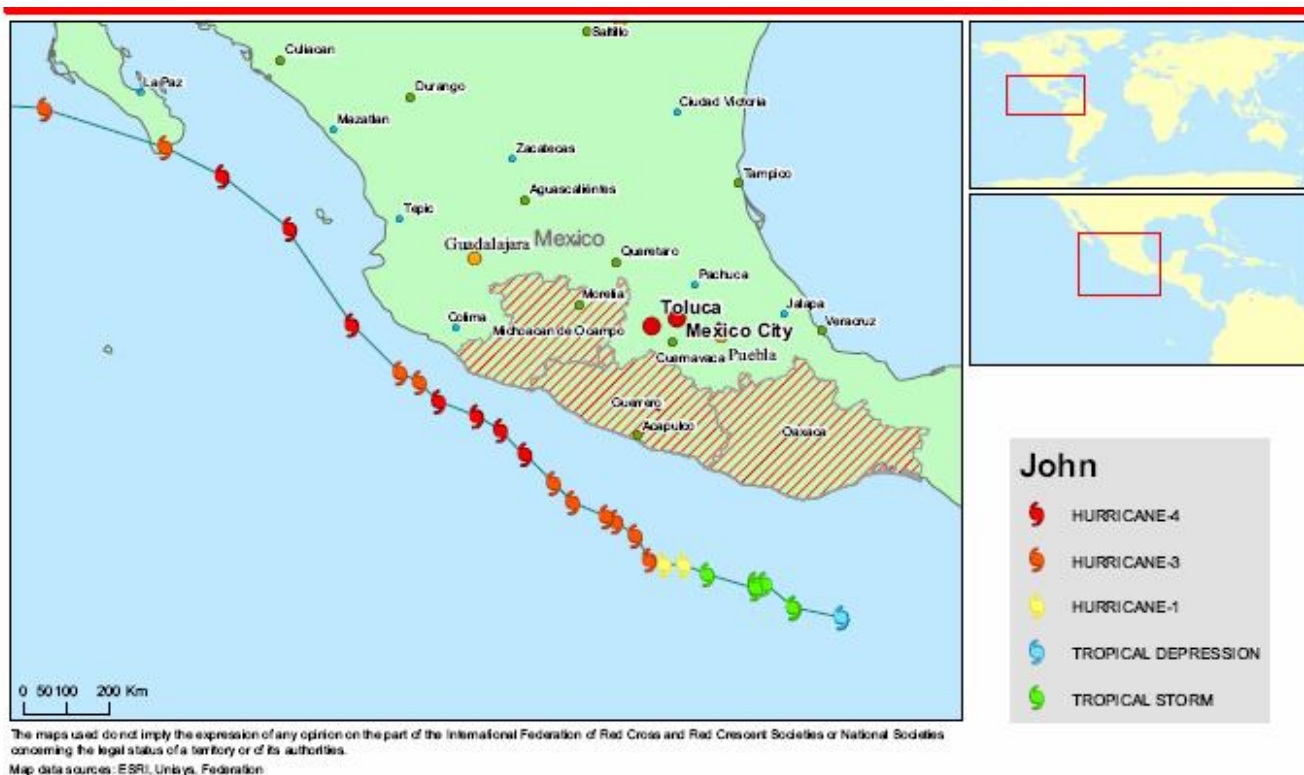 Saltillo
Culiacan
La Paz
Durango
Ciudad Victoria
Mazatlan
Zacatecas
Tampico
Aguascaliéntes
Tepic
Guadalajara
Mexico
Queretaro
Pachuca
Morelia
Toluca
Jalapa
Colima
Michoacan de Ocampo
Mexico City
Veracruz
Cuernavaca
Puebla
Guerrero
Acapulco
Oaxaca
0 50 100 200 Km
John
HURRICANE-4
HURRICANE-3
HURRICANE-1
TROPICAL DEPRESSION
TROPICAL STORM
The maps used do not imply the expression of any opinion on the part of the International Federation of Red Cross and Red Crescent Societies or National Societies
concerning the legal status of a territory or of its authorities.
Map data sources: ESRI, Unisys, Federation